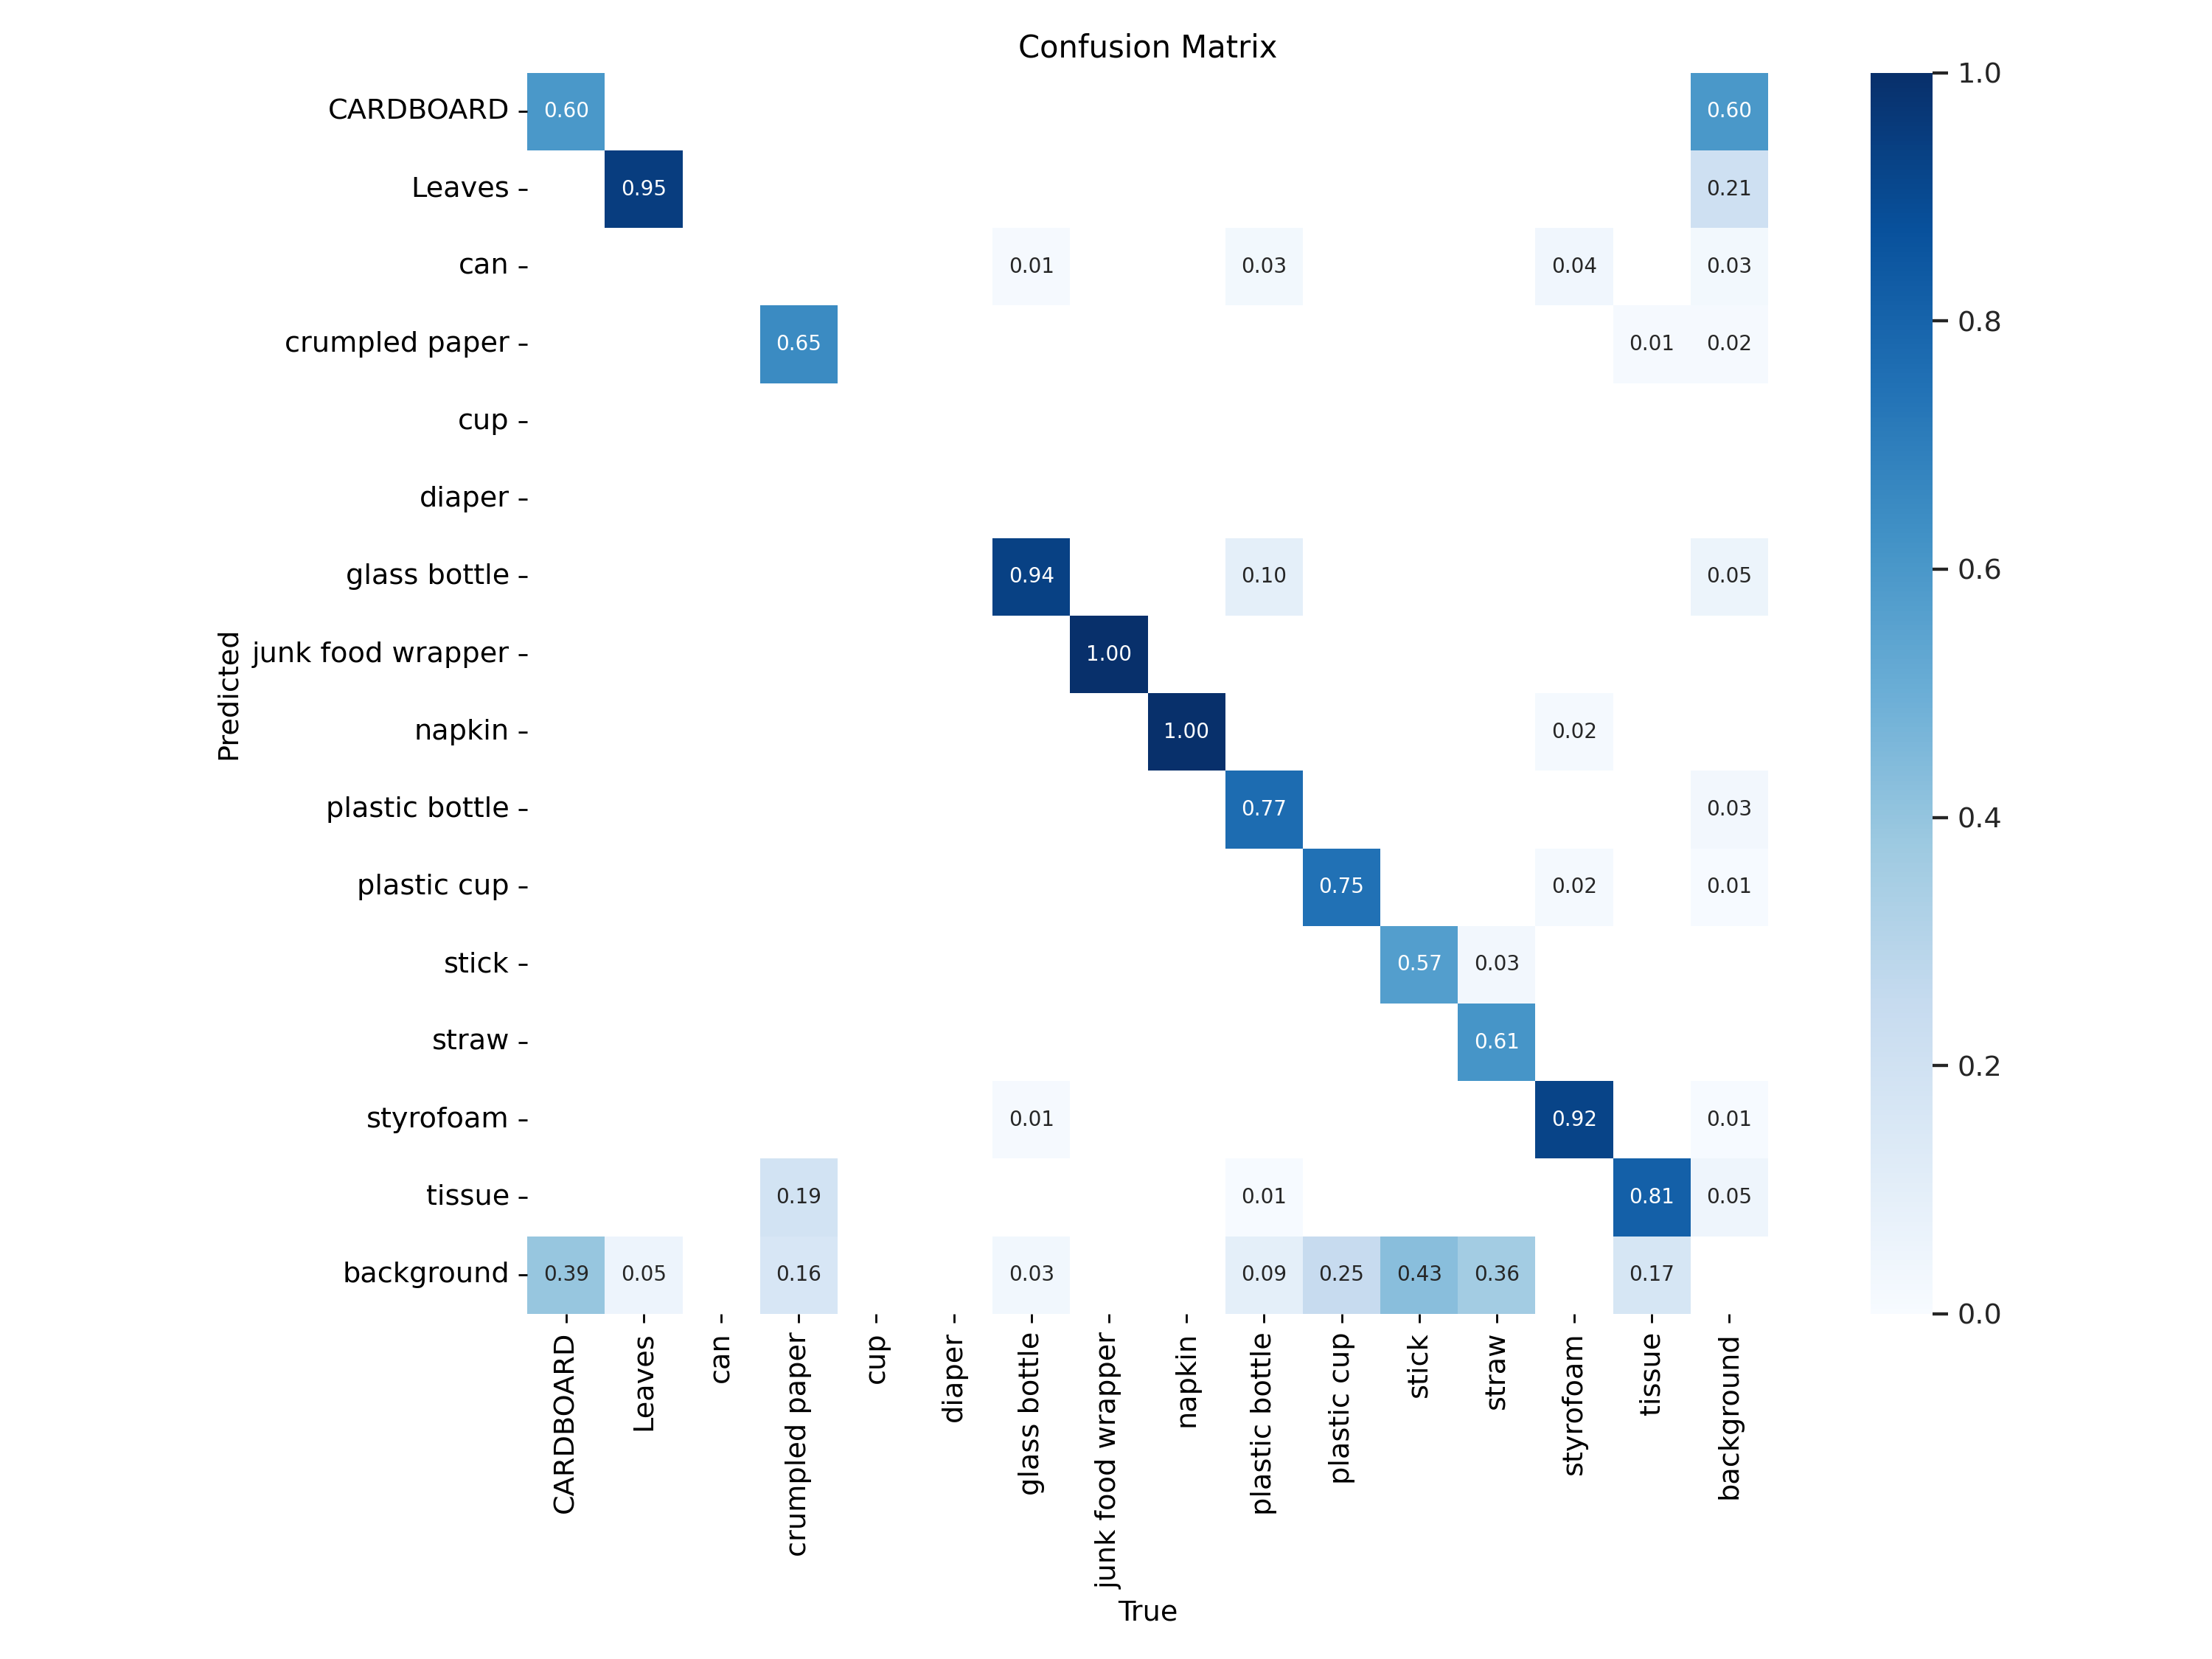 Confusion Matrix
CARDBOARD 0.60 0.60
Leaves 0.95 0.21
can 0.01 0.03 0.04 0.03
crumpled paper 0.65 0.01 0.02
cup
diaper
glass bottle 0.94 0.10 0.05
junk food wrapper 1.00
napkin 1.00 0.02
plastic bottle 0.77 0.03
plastic cup 0.75 0.02 0.01
stick 0.57 0.03
straw 0.61
styrofoam 0.01 0.92 0.01
tissue 0.19 0.01 0.81 0.05
background 0.39 0.05 0.16 0.03 0.09 0.25 0.43 0.36 0.17
Predicted
CARDBOARD
Leaves
can
crumpled paper
cup
diaper
glass bottle
junk food wrapper
napkin
plastic bottle
plastic cup
stick
straw
styrofoam
tissue
background
True
1.0
0.8
0.6
0.4
0.2
0.0